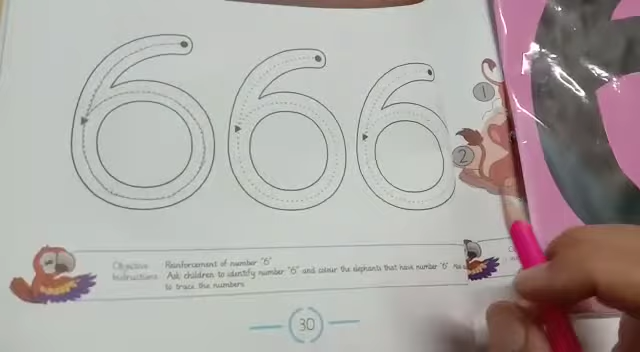 666
1
2
Objective Reinforcement of number "6"
Instructions Ask children to identify number "6" and colour the elephants that have number "6"
to trace the numbers
30